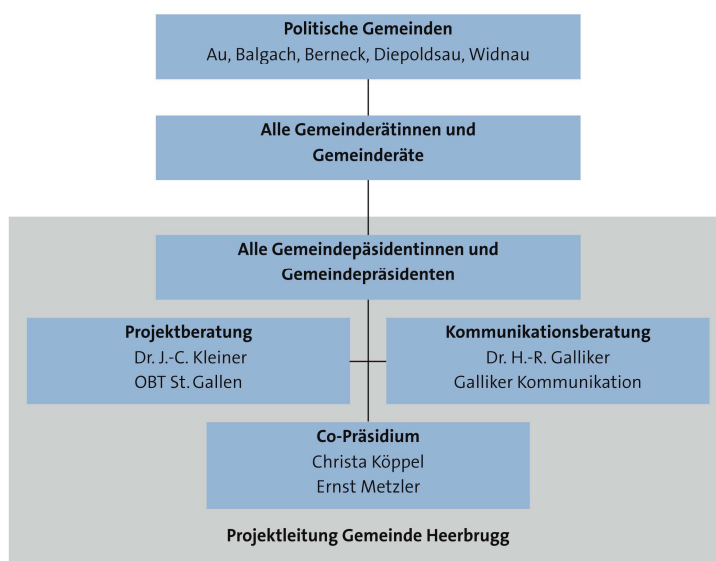 Politische Gemeinden
Au, Balgach, Berneck, Diepoldsau, Widnau
Alle Gemeinderätinnen und
Gemeinderäte
Alle Gemeindepäsidentinnen und
Gemeindepräsidenten
Projektberatung
Dr. J.-C. Kleiner
OBT St. Gallen
Kommunikationsberatung
Dr. H.-R. Galliker
Galliker Kommunikation
Co-Präsidium
Christa Köppel
Ernst Metzler
Projektleitung Gemeinde Heerbrugg